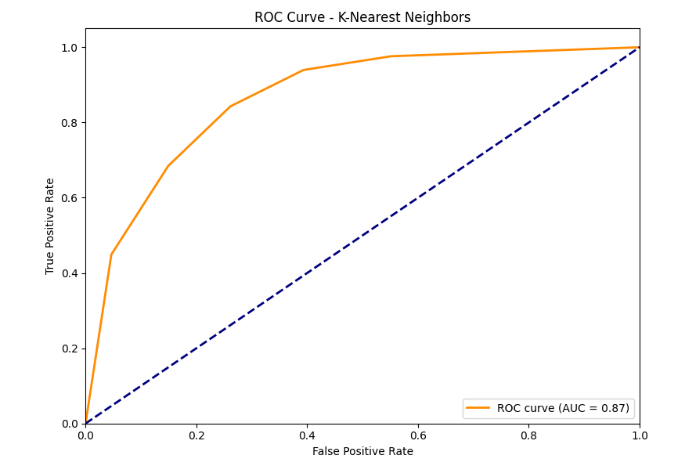 ROC Curve - K-Nearest Neighbors
True Positive Rate
1.0
0.8
0.6
0.4
0.2
0.0
0.0 0.2 0.4 0.6 0.8 1.0
False Positive Rate
ROC curve (AUC = 0.87)